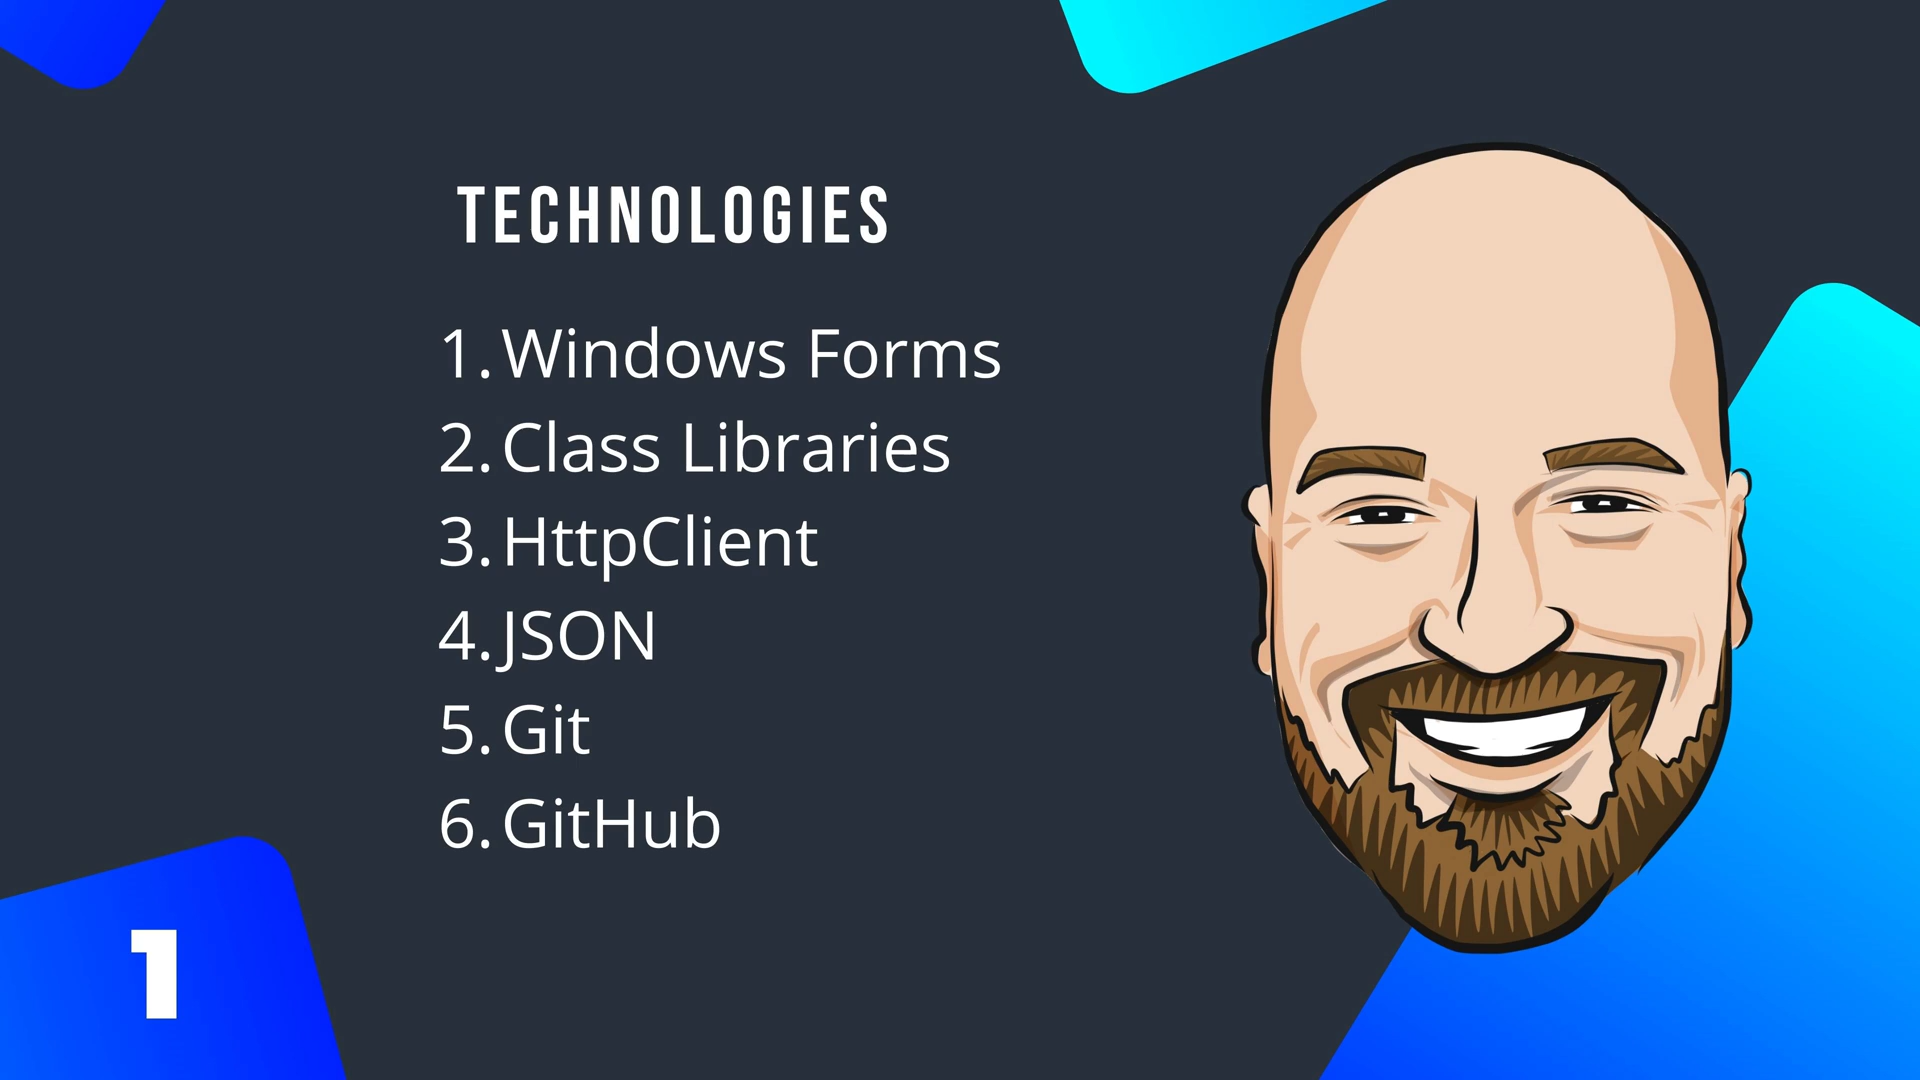 TECHNOLOGIES
1. Windows Forms
2. Class Libraries
3. HttpClient
4. JSON
5. Git
6. GitHub
1